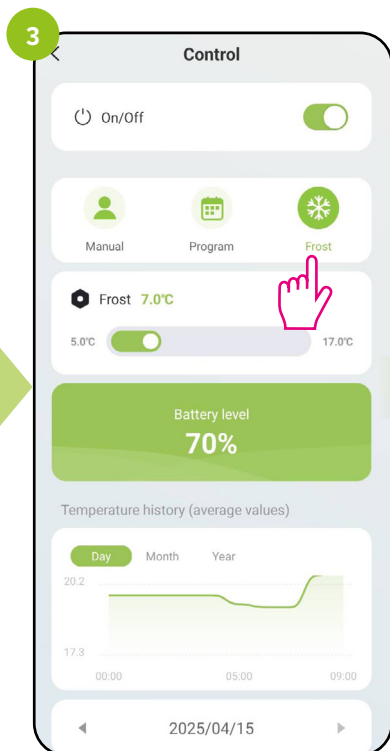 3
Control
On/Off
Manual Program Frost
Frost 7.0°C
5.0°C 17.0°C
Battery level
70%
Temperature history (average values)
Day Month Year
20.2
17.3
00:00 05:00 09:00
2025/04/15